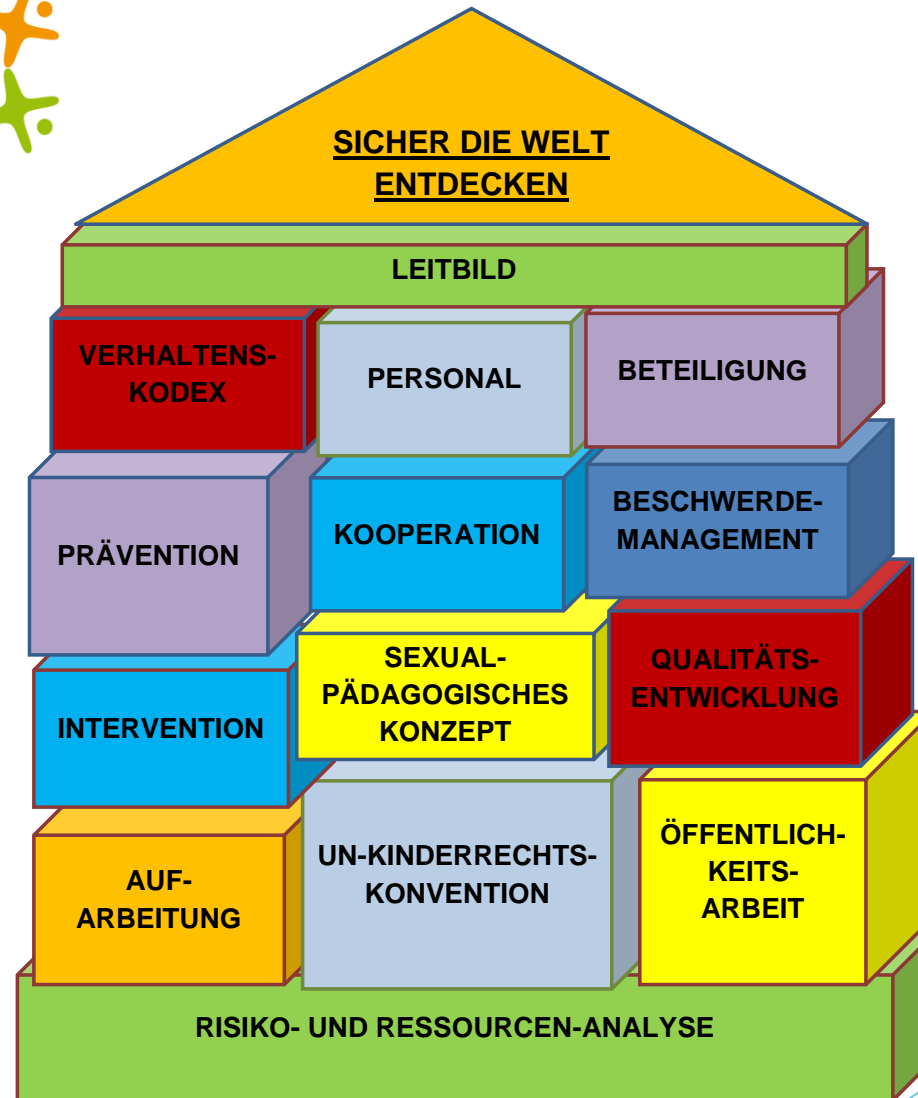 SICHER DIE WELT
ENTDECKEN
LEITBILD
VERHALTENS-
KODEX
PERSONAL
BETEILIGUNG
PRÄVENTION
KOOPERATION
BESCHWERDE-
MANAGEMENT
INTERVENTION
SEXUAL-
PÄDAGOGISCHES
KONZEPT
QUALITÄTS-
ENTWICKLUNG
AUF-
ARBEITUNG
UN-KINDERRECHTS-
KONVENTION
ÖFFENTLICH-
KEITS-
ARBEIT
RISIKO- UND RESSOURCEN-ANALYSE